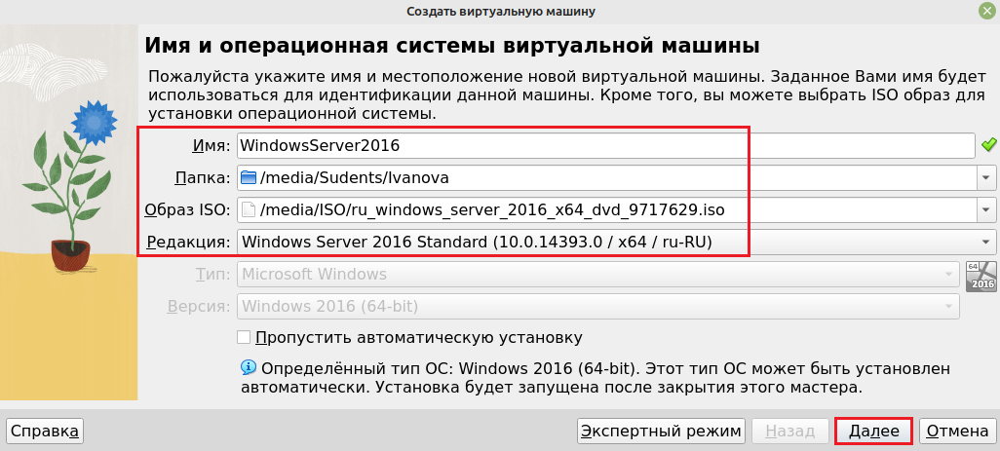 Создать виртуальную машину
Имя и операционная системы виртуальной машины
Пожалуйста укажите имя и местоположение новой виртуальной машины. Заданное Вами имя будет
использоваться для идентификации данной машины. Кроме того, вы можете выбрать ISO образ для
установки операционной системы.
Имя: WindowsServer2016
Папка: /media/Sudents/Ivanova
Образ ISO: /media/ISO/ru_windows_server_2016_x64_dvd_9717629.iso
Редакция: Windows Server 2016 Standard (10.0.14393.0 / x64 / ru-RU)
Тип: Microsoft Windows
64
2016
Версия: Windows 2016 (64-bit)
Пропустить автоматическую установку
Определённый тип ОС: Windows 2016 (64-bit). Этот тип ОС может быть установлен
автоматически. Установка будет запущена после закрытия этого мастера.
Справка Экспертный режим Назад Далее Отмена